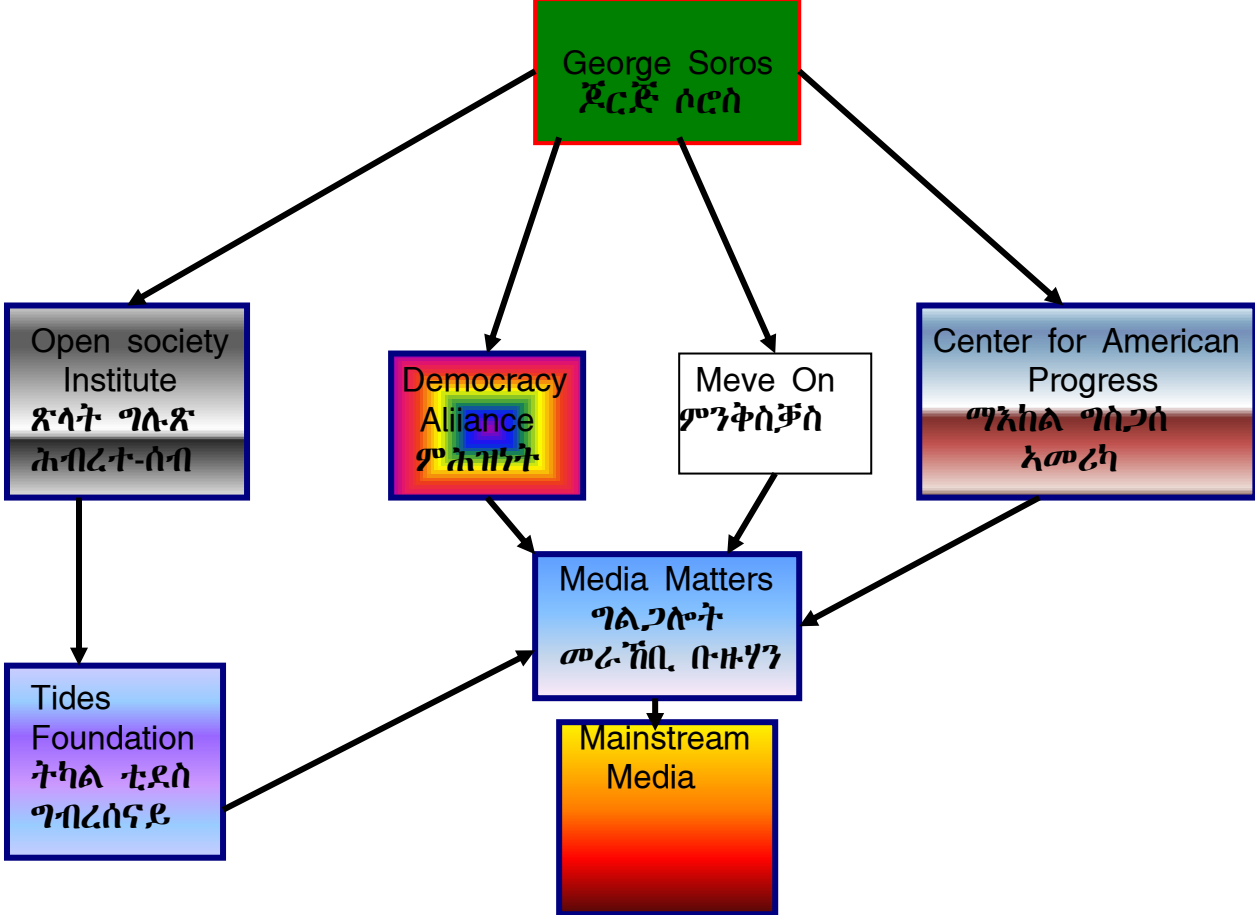 George Soros
ጆርጅ ሶሮስ
Open society
Institute
ጽላት ግሉጽ
ሕብረተ-ሰብ
Democracy
Aliiance
ምሕዝነት
Meve On
ምንቅስቓስ
Center for American
Progress
ማእከል ግስጋሰ
ኣመሪካ
Media Matters
ግልጋሎት
መራኸቢ ቡዙሃን
Tides
Foundation
ትካል ቲደስ
ግብረሰናይ
Mainstream
Media